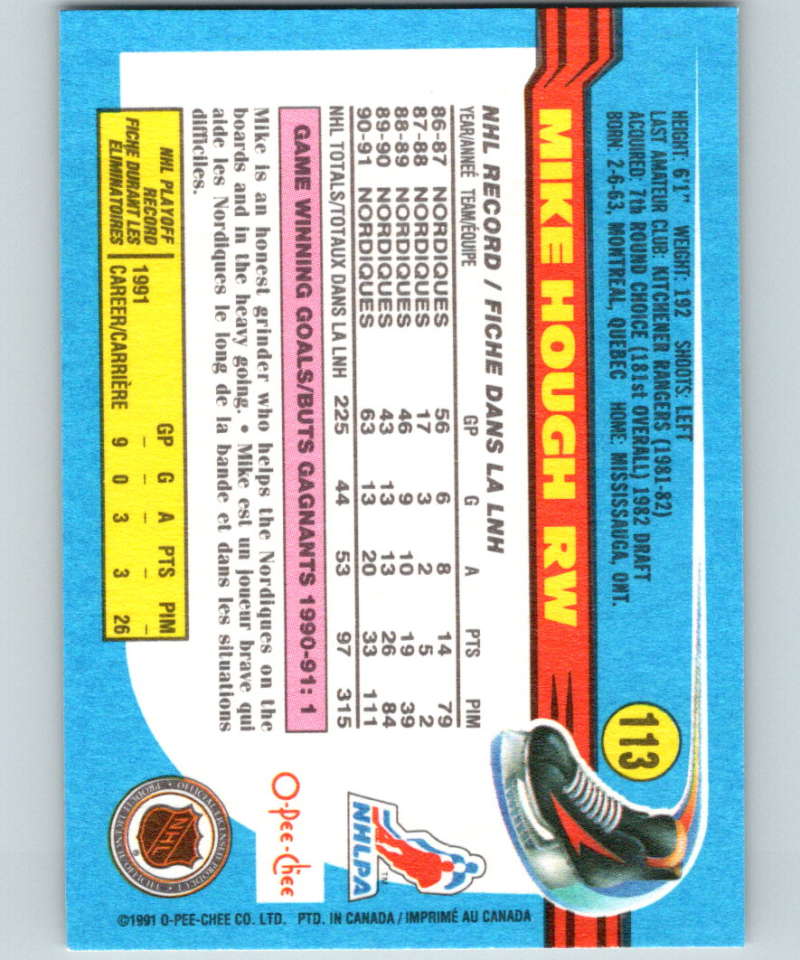 113
HEIGHT: 6'1" WEIGHT: 192 SHOOTS: LEFT
LAST AMATEUR CLUB: KITCHENER RANGERS (1981-82)
ACQUIRED: 7th ROUND CHOICE (181st OVERALL) 1982 DRAFT
BORN: 2-6-63, MONTREAL, QUEBEC HOME: MISSISSAUGA, ONT.
MIKE HOUGH RW
NHL RECORD / FICHE DANS LA LNH
YEAR/ANNÉE TEAM/ÉQUIPE GP G A PTS PIM
86-87 NORDIQUES 56 6 8 14 79
87-88 NORDIQUES 17 3 2 5 2
88-89 NORDIQUES 46 9 10 19 39
89-90 NORDIQUES 43 13 13 26 84
90-91 NORDIQUES 63 13 20 33 111
NHL TOTALS/TOTAUX DANS LA LNH 225 44 53 97 315
GAME WINNING GOALS/BUTS GAGNANTS 1990-91: 1
Mike is an honest grinder who helps the Nordiques on the
boards and in the heavy going. • Mike est un joueur brave qui
aide les Nordiques le long de la bande et dans les situations
difficiles.
NHL PLAYOFF RECORD
FICHE DURANT LES ÉLIMINATOIRES
GP G A PTS PIM
1991 – – – – –
CAREER/CARRIÈRE 9 0 3 3 26
NHLPA
TM
O-Pee-Chee
NHL
©1991 O-PEE-CHEE CO. LTD. PTD. IN CANADA / IMPRIMÉ AU CANADA